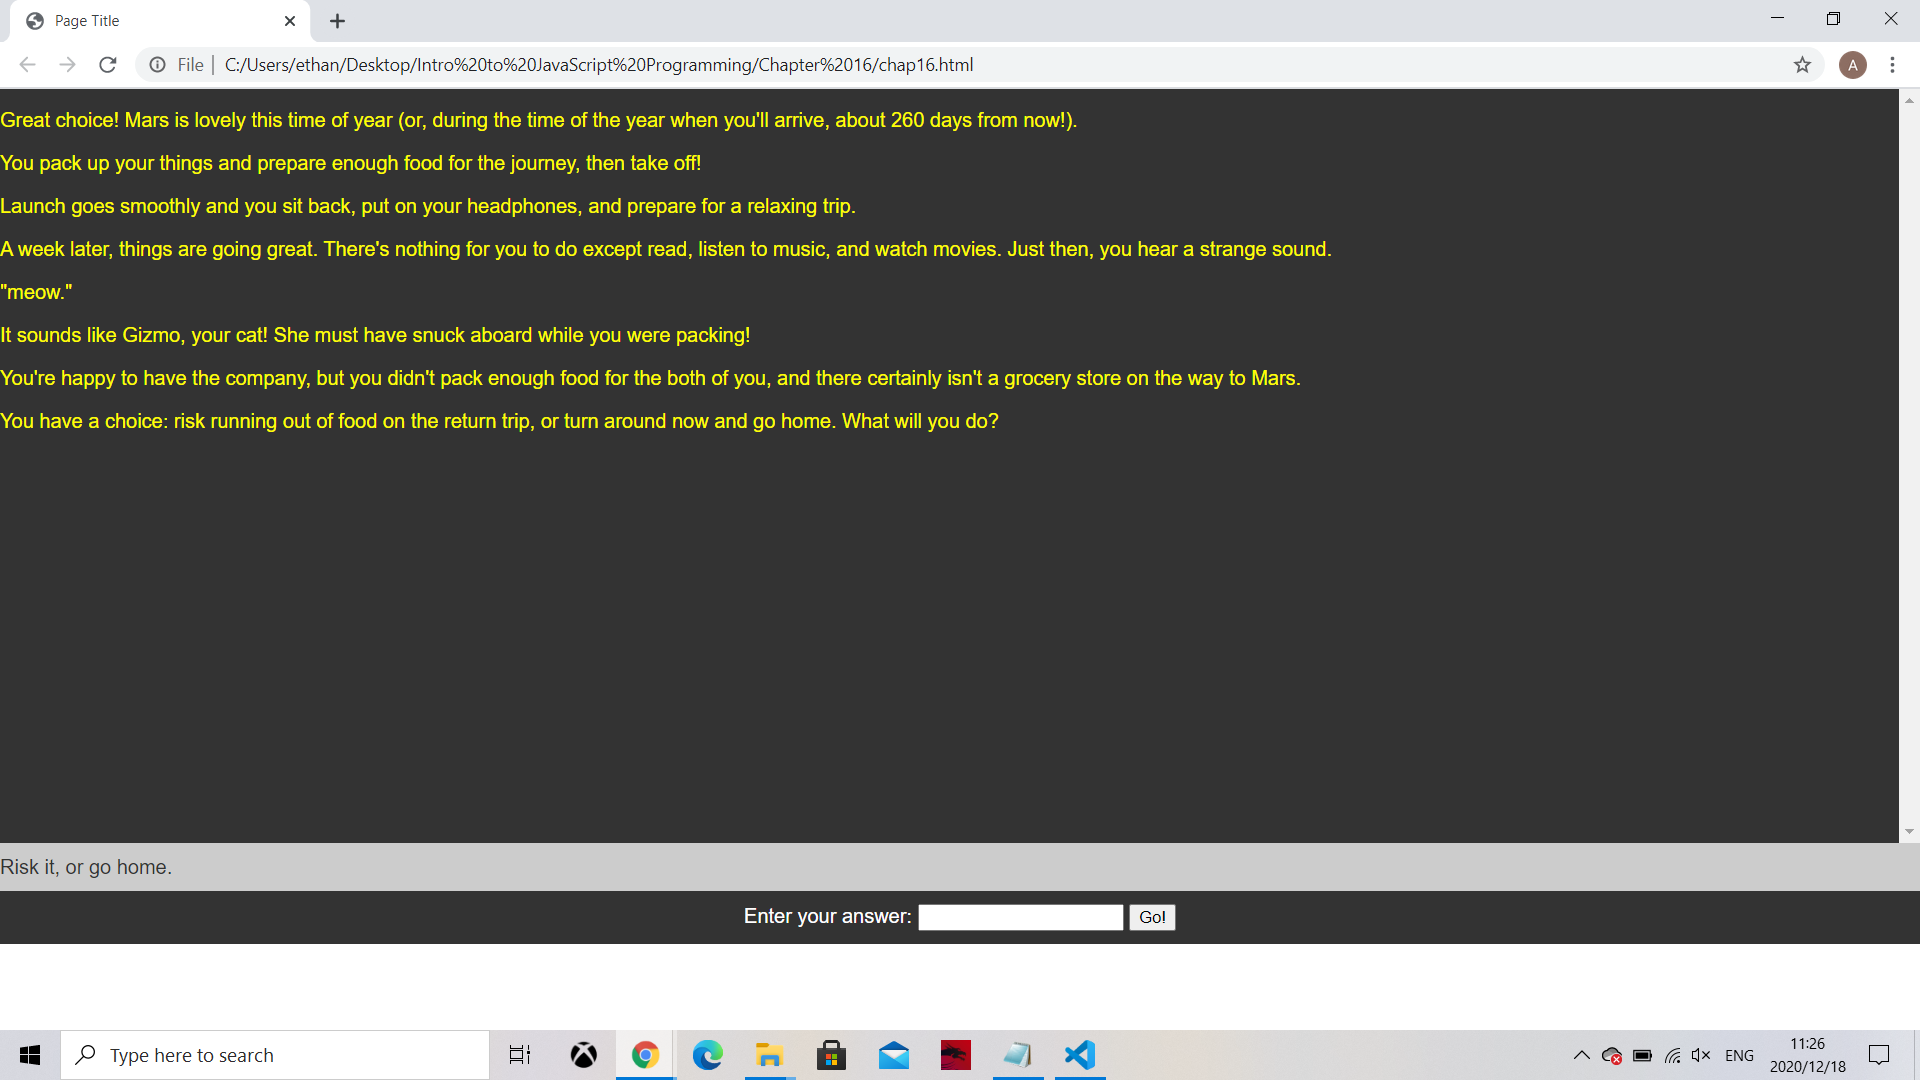 Page Title
File | C:/Users/ethan/Desktop/Intro%20to%20JavaScript%20Programming/Chapter%2016/chap16.html
A
Great choice! Mars is lovely this time of year (or, during the time of the year when you'll arrive, about 260 days from now!).
You pack up your things and prepare enough food for the journey, then take off!
Launch goes smoothly and you sit back, put on your headphones, and prepare for a relaxing trip.
A week later, things are going great. There's nothing for you to do except read, listen to music, and watch movies. Just then, you hear a strange sound.
"meow."
It sounds like Gizmo, your cat! She must have snuck aboard while you were packing!
You're happy to have the company, but you didn't pack enough food for the both of you, and there certainly isn't a grocery store on the way to Mars.
You have a choice: risk running out of food on the return trip, or turn around now and go home. What will you do?
Risk it, or go home.
Enter your answer: Go!
Type here to search
ENG
11:26
2020/12/18